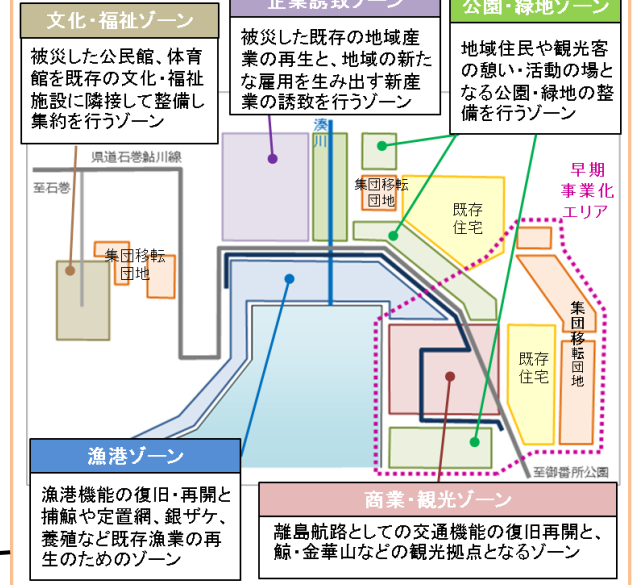 文化・福祉ゾーン
被災した公民館、体育
館を既存の文化・福祉
施設に隣接して整備し
集約を行うゾーン
企業誘致ゾーン
被災した既存の地域産
業の再生と、地域の新た
な雇用を生み出す新産
業の誘致を行うゾーン
公園・緑地ゾーン
地域住民や観光客
の憩い・活動の場と
なる公園・緑地の整
備を行うゾーン
湊川
県道石巻鮎川線
至石巻
集団移転
団地
集団移転
団地
既存
住宅
早期
事業化
エリア
集団移転団地
既存
住宅
至御番所公園
漁港ゾーン
漁港機能の復旧・再開と
捕鯨や定置網、銀ザケ、
養殖など既存漁業の再
生のためのゾーン
商業・観光ゾーン
離島航路としての交通機能の復旧再開と、
鯨・金華山などの観光拠点となるゾーン